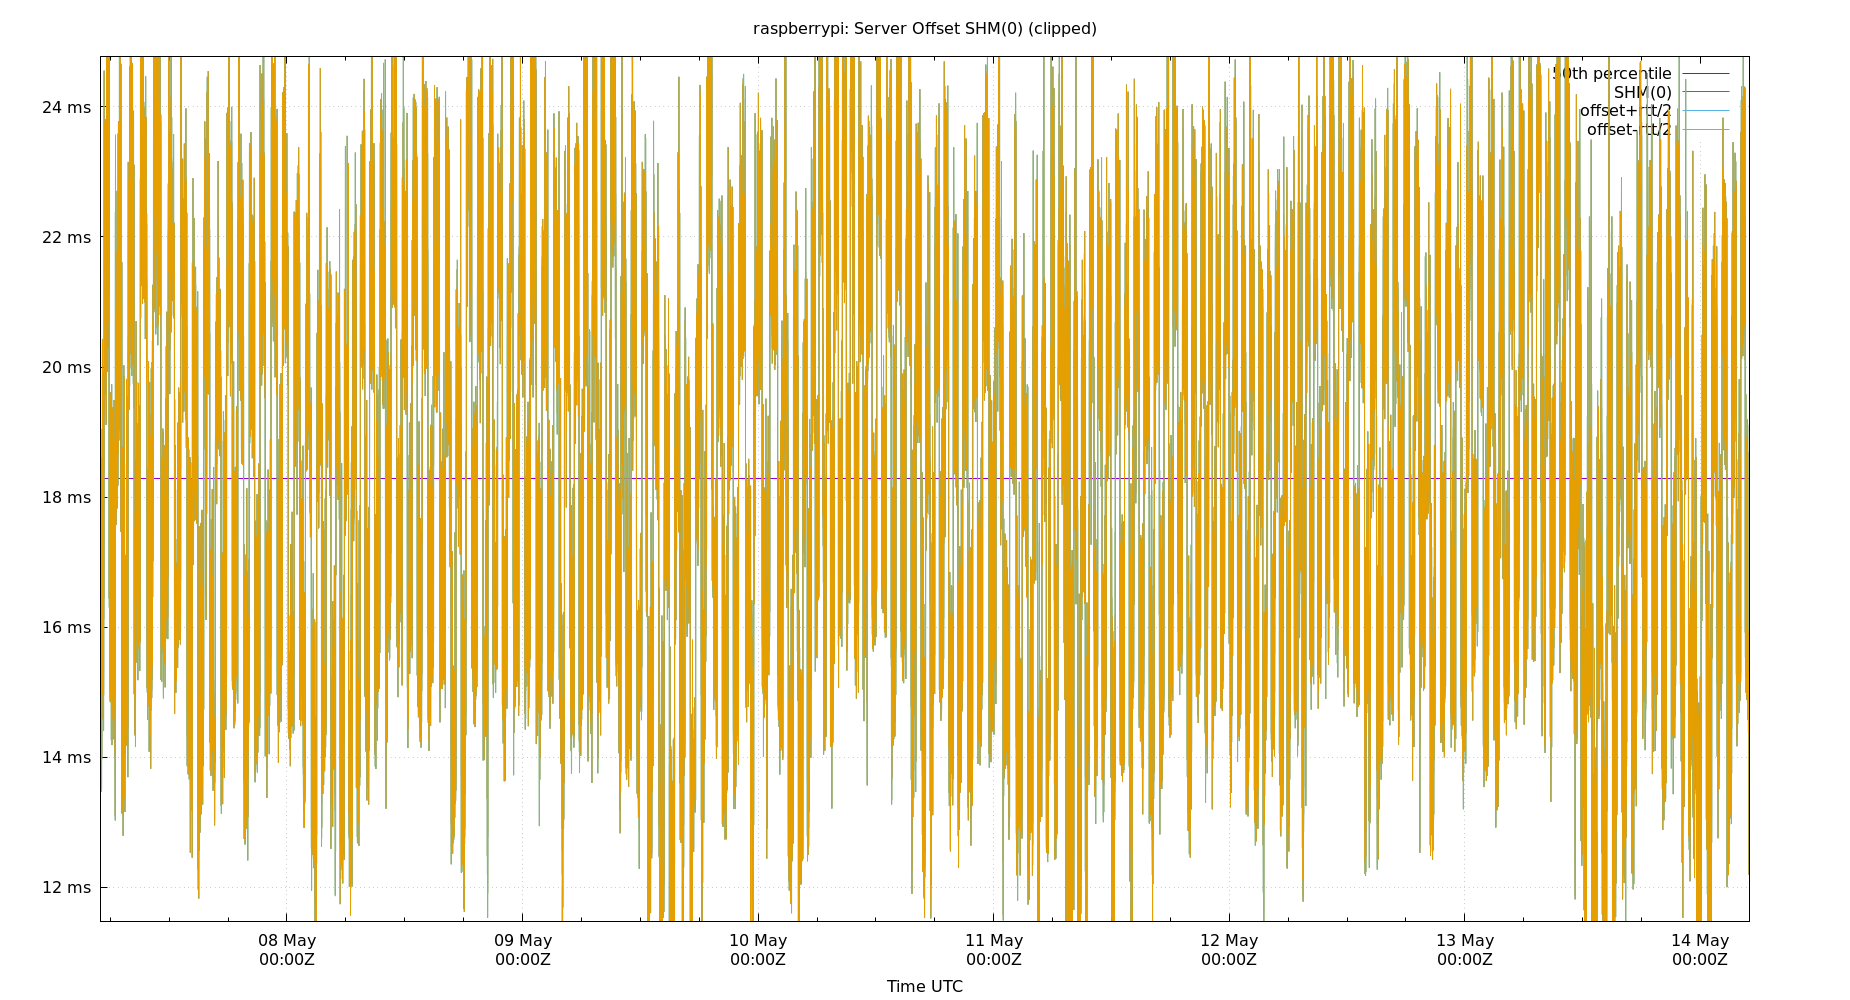 raspberrypi: Server Offset SHM(0) (clipped)
50th percentile
SHM(0)
offset+rtt/2
offset-rtt/2
24 ms
22 ms
20 ms
18 ms
16 ms
14 ms
12 ms
08 May 09 May 10 May 11 May 12 May 13 May 14 May
00:00Z 00:00Z 00:00Z 00:00Z 00:00Z 00:00Z 00:00Z
Time UTC